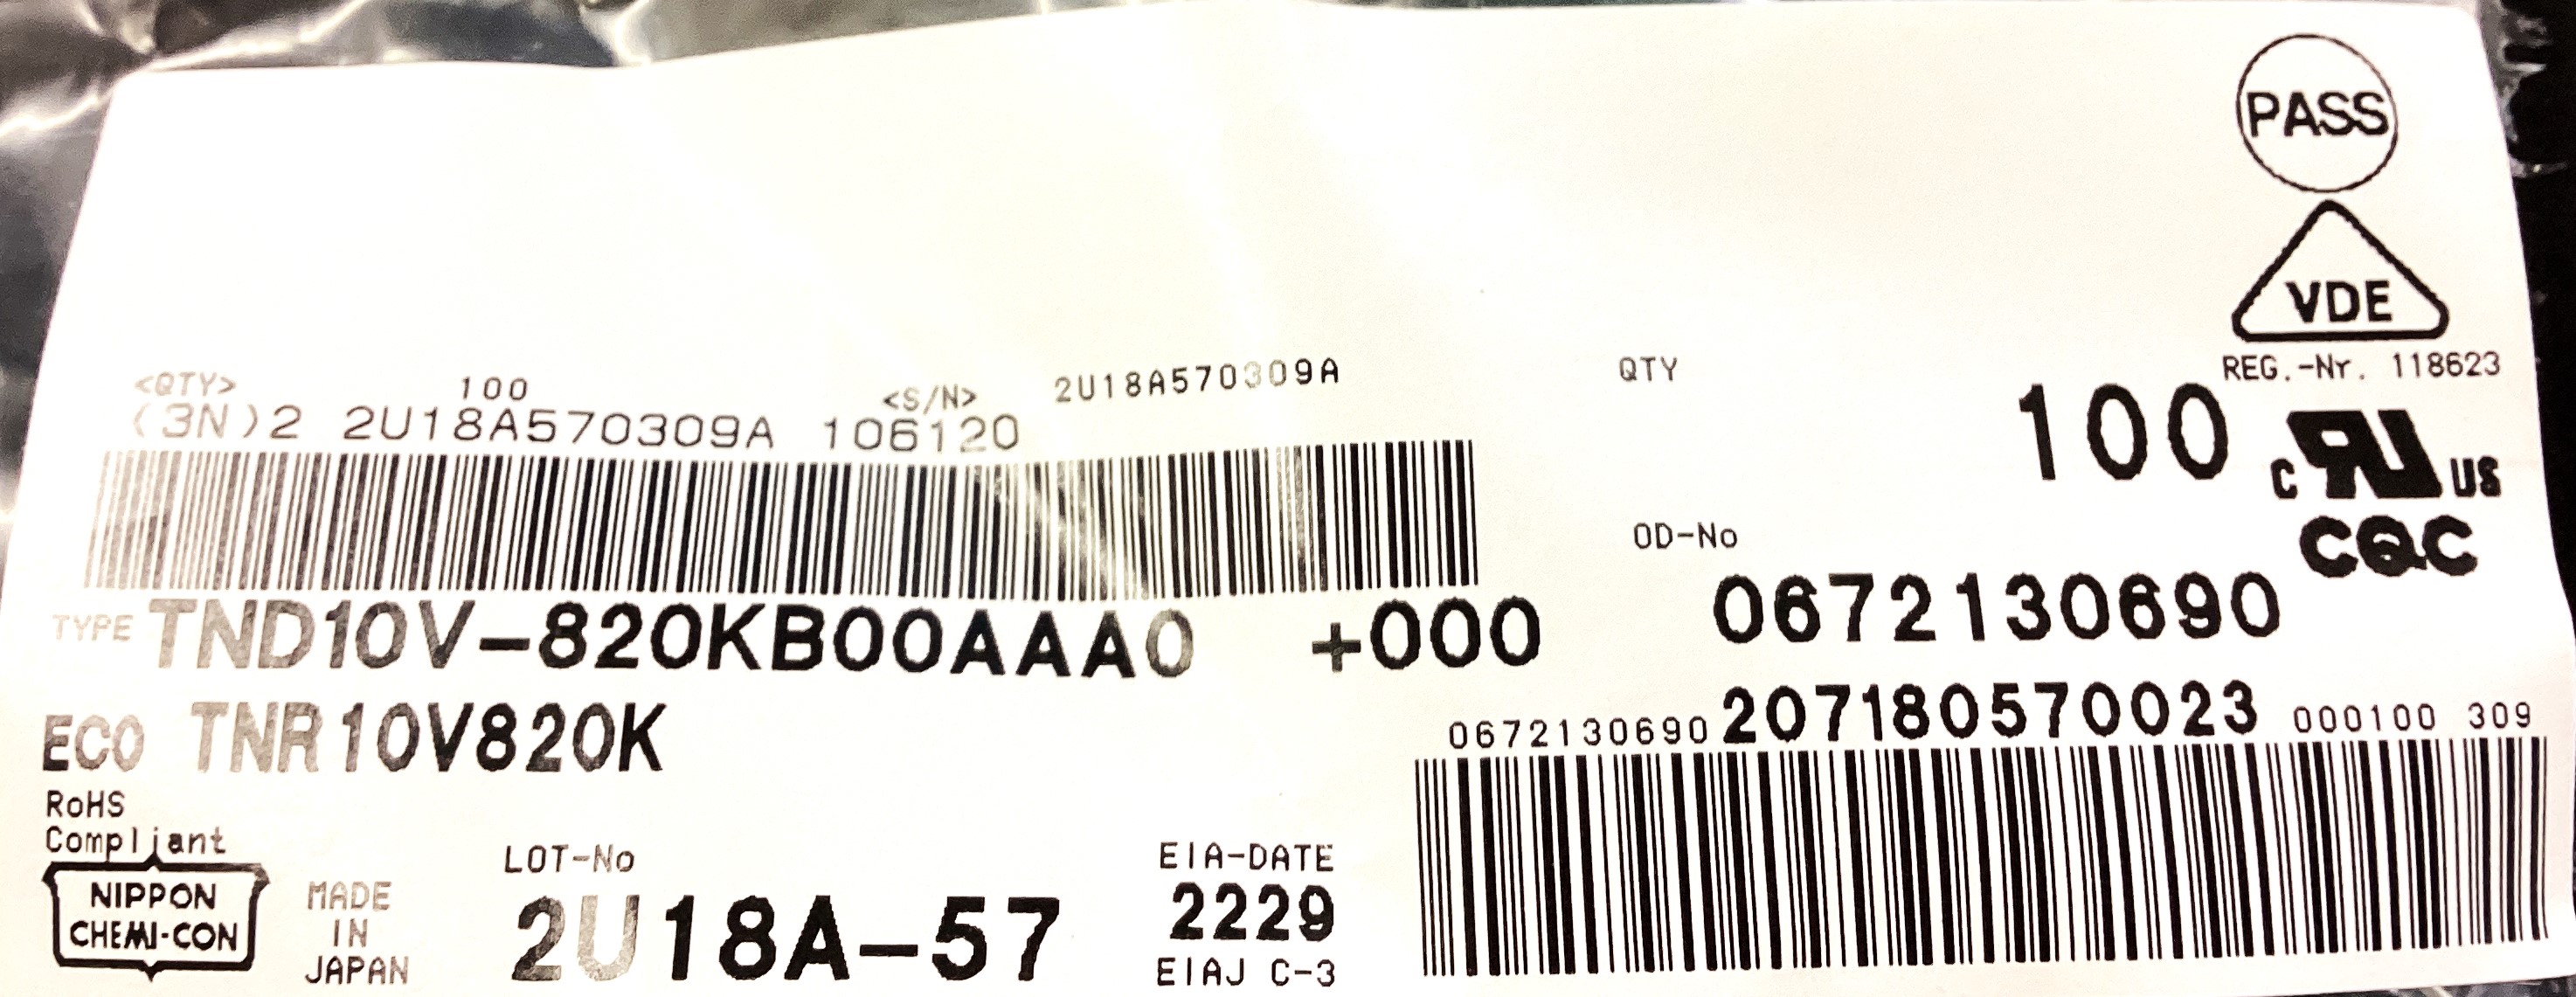 PASS
VDE
REG.-Nr. 118623
<QTY> 100 <S/N> 2U18A570309A
(3N)2 2U18A570309A 106120
QTY
100
c RU US
CQC
OD-No
0672130690
TYPE TND10V-820KB00AAA0 +000
ECO TNR10V820K
0672130690 207180570023 000100 309
RoHS
Compliant
NIPPON
CHEMI-CON
MADE
IN
JAPAN
LOT-No
2U18A-57
EIA-DATE
2229
EIAJ C-3